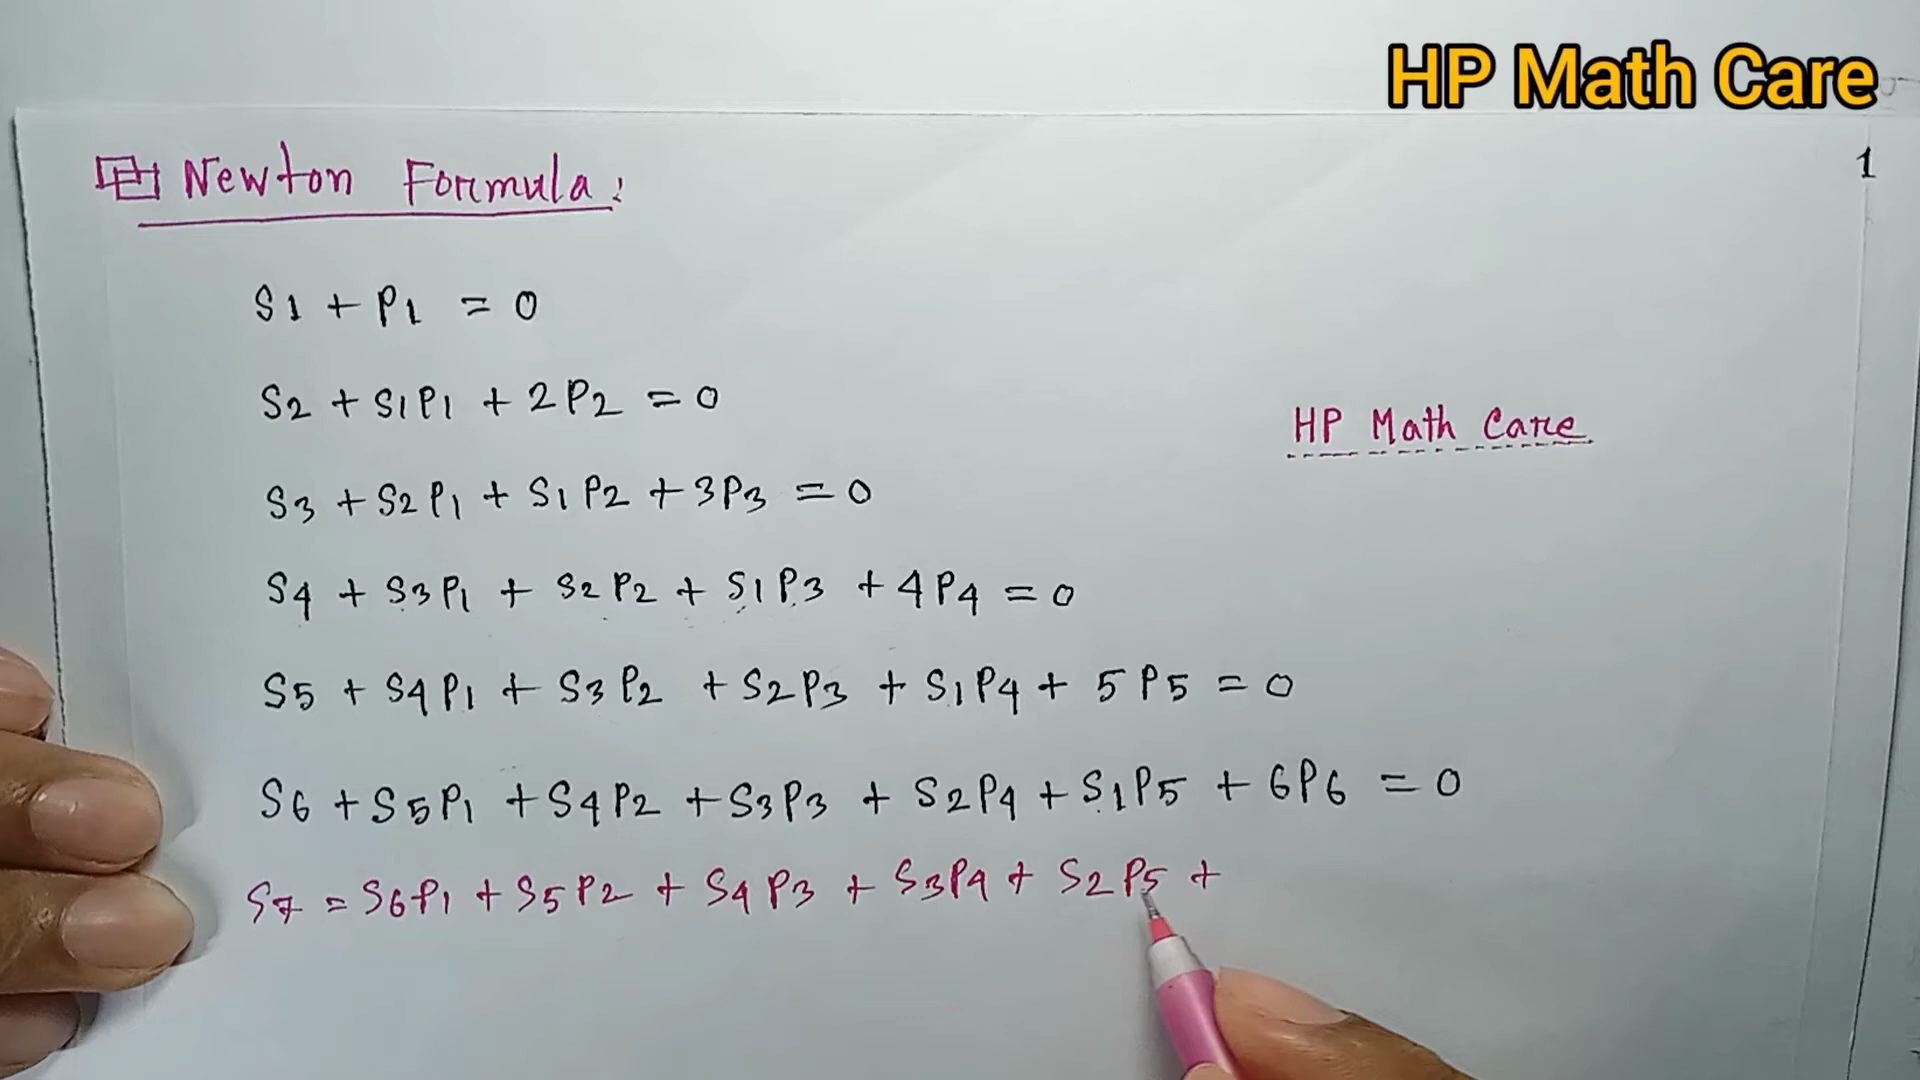 HP Math Care
1
Newton Formula:
S1 + P1 = 0
S2 + S1P1 + 2P2 = 0
HP Math Care
S3 + S2P1 + S1P2 + 3P3 = 0
S4 + S3P1 + S2P2 + S1P3 + 4P4 = 0
S5 + S4P1 + S3P2 + S2P3 + S1P4 + 5P5 = 0
S6 + S5P1 + S4P2 + S3P3 + S2P4 + S1P5 + 6P6 = 0
S7 = S6P1 + S5P2 + S4P3 + S3P4 + S2P5 +